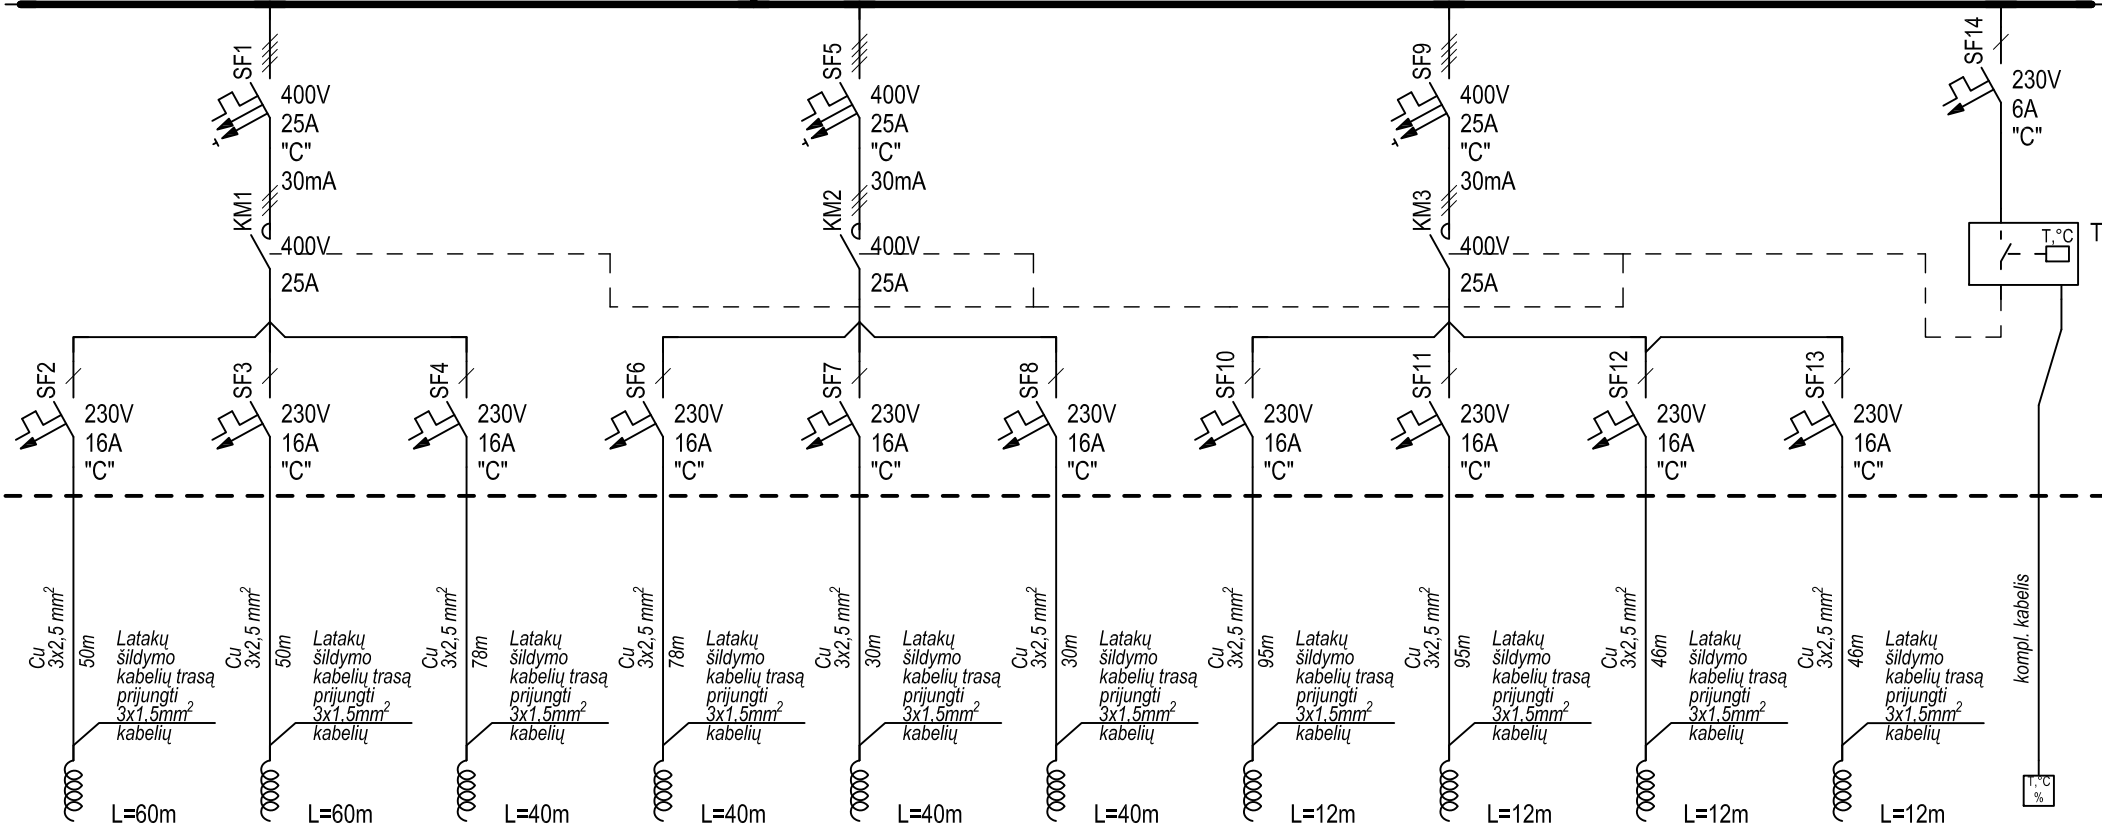 SF1
400V
25A
"C"
30mA
KM1
400V
25A
SF5
400V
25A
"C"
30mA
KM2
400V
25A
SF9
400V
25A
"C"
30mA
KM3
400V
25A
SF14
230V
6A
"C"
T,°C
T
SF2
230V
16A
"C"
SF3
230V
16A
"C"
SF4
230V
16A
"C"
SF6
230V
16A
"C"
SF7
230V
16A
"C"
SF8
230V
16A
"C"
SF10
230V
16A
"C"
SF11
230V
16A
"C"
SF12
230V
16A
"C"
SF13
230V
16A
"C"
Cu
3x2,5 mm²
50m
Latakų
šildymo
kabelių trasą
prijungti
3x1,5mm²
kabelių
L=60m
Cu
3x2,5 mm²
50m
Latakų
šildymo
kabelių trasą
prijungti
3x1,5mm²
kabelių
L=60m
Cu
3x2,5 mm²
78m
Latakų
šildymo
kabelių trasą
prijungti
3x1,5mm²
kabelių
L=40m
Cu
3x2,5 mm²
78m
Latakų
šildymo
kabelių trasą
prijungti
3x1,5mm²
kabelių
L=40m
Cu
3x2,5 mm²
30m
Latakų
šildymo
kabelių trasą
prijungti
3x1,5mm²
kabelių
L=40m
Cu
3x2,5 mm²
30m
Latakų
šildymo
kabelių trasą
prijungti
3x1,5mm²
kabelių
L=40m
Cu
3x2,5 mm²
95m
Latakų
šildymo
kabelių trasą
prijungti
3x1,5mm²
kabelių
L=12m
Cu
3x2,5 mm²
95m
Latakų
šildymo
kabelių trasą
prijungti
3x1,5mm²
kabelių
L=12m
Cu
3x2,5 mm²
46m
Latakų
šildymo
kabelių trasą
prijungti
3x1,5mm²
kabelių
L=12m
Cu
3x2,5 mm²
46m
Latakų
šildymo
kabelių trasą
prijungti
3x1,5mm²
kabelių
L=12m
kompl. kabelis
T,°C
%